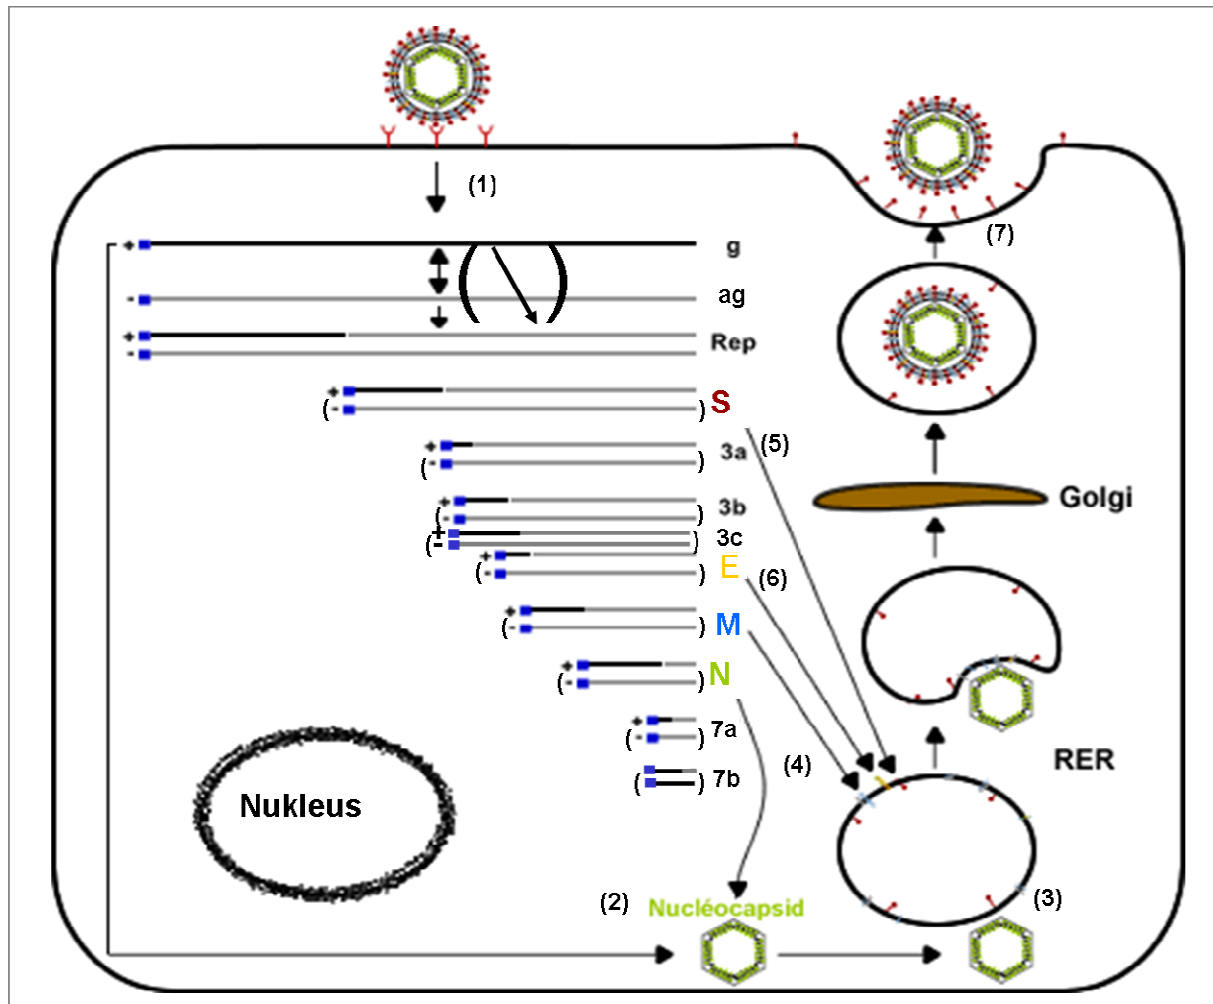 (1)
(7)
+ g
- ag
+ Rep
-
+
(- ) S
(5)
+ 3a
(- )
+ 3b
(- )
+ 3c
(- )
+ E
(- )
(6)
+ M
(- )
+ N
(- )
+ 7a
(- )
7b
( )
Golgi
RER
(4)
Nukleus
(2) Nucléocapsid
(3)